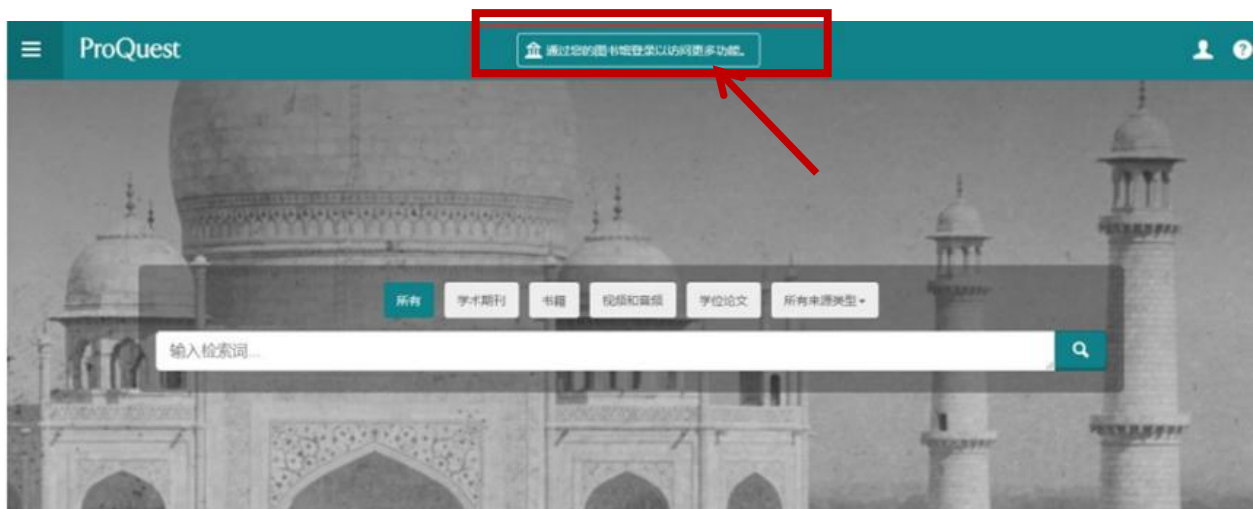 ProQuest
通过您的图书馆登录以访问更多功能。
所有 学术期刊 书籍 视频和音频 学位论文 所有来源类型
输入检索词...